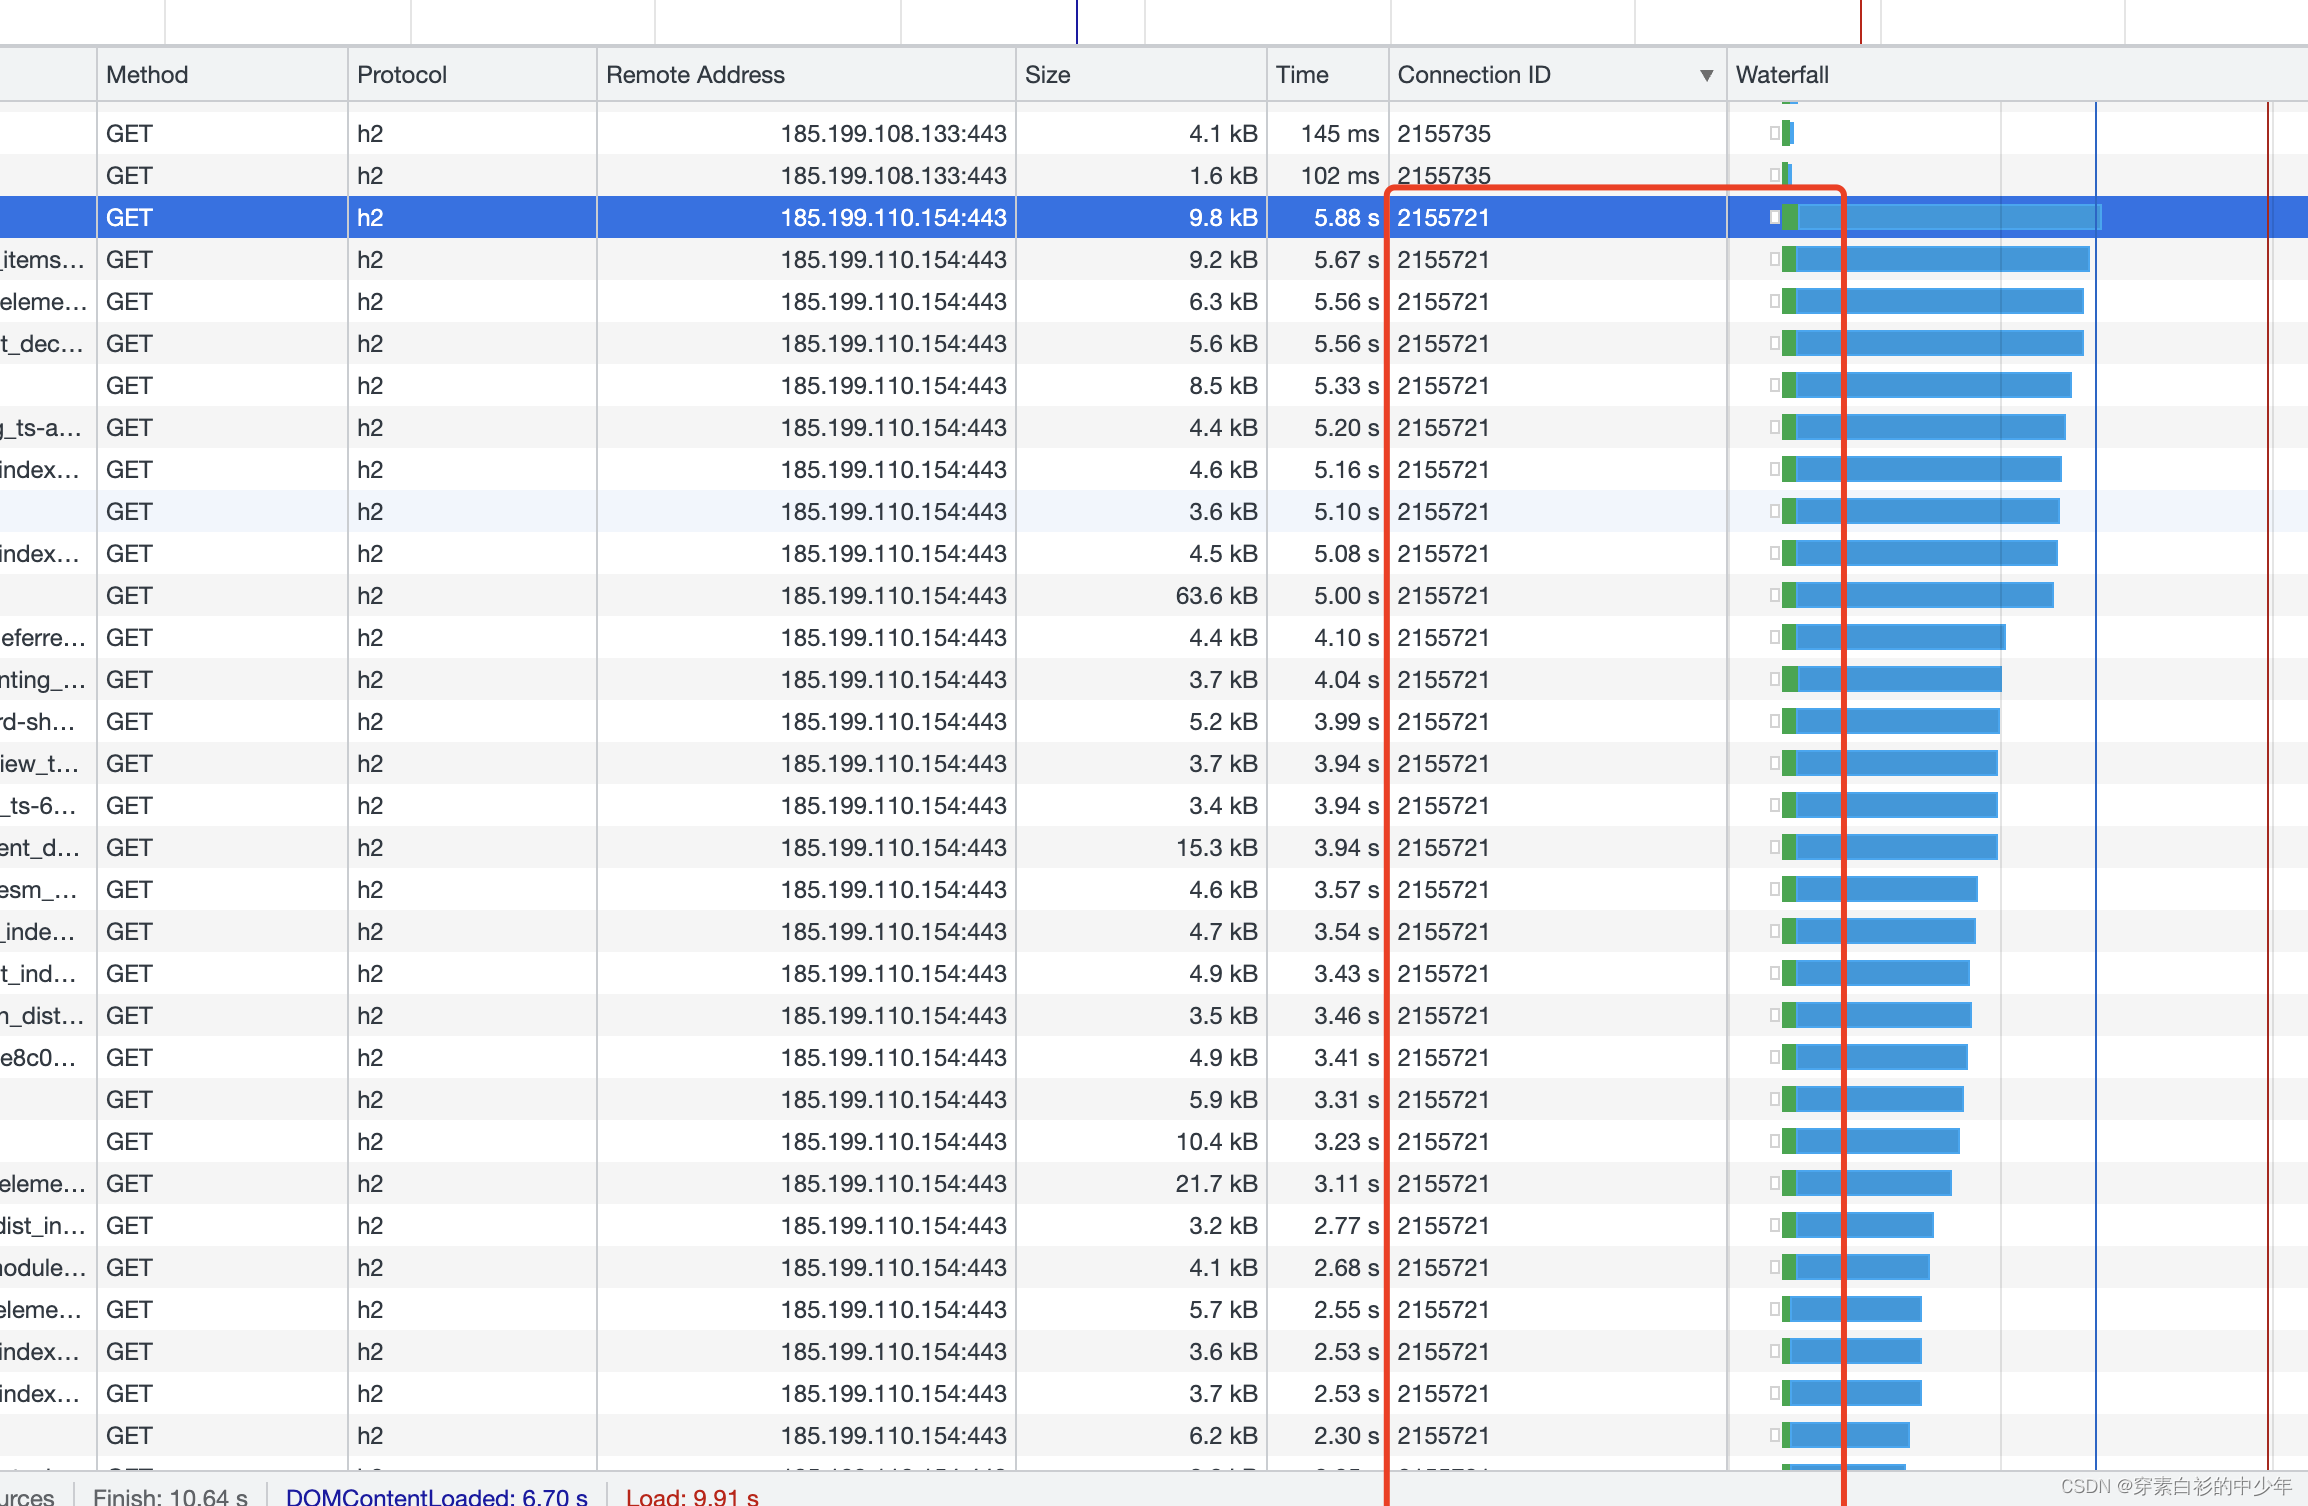 Method Protocol Remote Address Size Time Connection ID ▼ Waterfall
GET h2 185.199.108.133:443 4.1 kB 145 ms 2155735
GET h2 185.199.108.133:443 1.6 kB 102 ms 2155735
GET h2 185.199.110.154:443 9.8 kB 5.88 s 2155721
_items... GET h2 185.199.110.154:443 9.2 kB 5.67 s 2155721
eleme... GET h2 185.199.110.154:443 6.3 kB 5.56 s 2155721
t_dec... GET h2 185.199.110.154:443 5.6 kB 5.56 s 2155721
GET h2 185.199.110.154:443 8.5 kB 5.33 s 2155721
g_ts-a... GET h2 185.199.110.154:443 4.4 kB 5.20 s 2155721
index... GET h2 185.199.110.154:443 4.6 kB 5.16 s 2155721
GET h2 185.199.110.154:443 3.6 kB 5.10 s 2155721
index... GET h2 185.199.110.154:443 4.5 kB 5.08 s 2155721
GET h2 185.199.110.154:443 63.6 kB 5.00 s 2155721
eferre... GET h2 185.199.110.154:443 4.4 kB 4.10 s 2155721
nting_... GET h2 185.199.110.154:443 3.7 kB 4.04 s 2155721
rd-sh... GET h2 185.199.110.154:443 5.2 kB 3.99 s 2155721
iew_t... GET h2 185.199.110.154:443 3.7 kB 3.94 s 2155721
_ts-6... GET h2 185.199.110.154:443 3.4 kB 3.94 s 2155721
ent_d... GET h2 185.199.110.154:443 15.3 kB 3.94 s 2155721
esm_... GET h2 185.199.110.154:443 4.6 kB 3.57 s 2155721
_inde... GET h2 185.199.110.154:443 4.7 kB 3.54 s 2155721
t_ind... GET h2 185.199.110.154:443 4.9 kB 3.43 s 2155721
n_dist... GET h2 185.199.110.154:443 3.5 kB 3.46 s 2155721
e8c0... GET h2 185.199.110.154:443 4.9 kB 3.41 s 2155721
GET h2 185.199.110.154:443 5.9 kB 3.31 s 2155721
GET h2 185.199.110.154:443 10.4 kB 3.23 s 2155721
eleme... GET h2 185.199.110.154:443 21.7 kB 3.11 s 2155721
dist_in... GET h2 185.199.110.154:443 3.2 kB 2.77 s 2155721
nodule... GET h2 185.199.110.154:443 4.1 kB 2.68 s 2155721
eleme... GET h2 185.199.110.154:443 5.7 kB 2.55 s 2155721
index... GET h2 185.199.110.154:443 3.6 kB 2.53 s 2155721
index... GET h2 185.199.110.154:443 3.7 kB 2.53 s 2155721
GET h2 185.199.110.154:443 6.2 kB 2.30 s 2155721
urces Finish: 10.64 s DOMContentLoaded: 6.70 s Load: 9.91 s
CSDN @穿素白衫的中少年